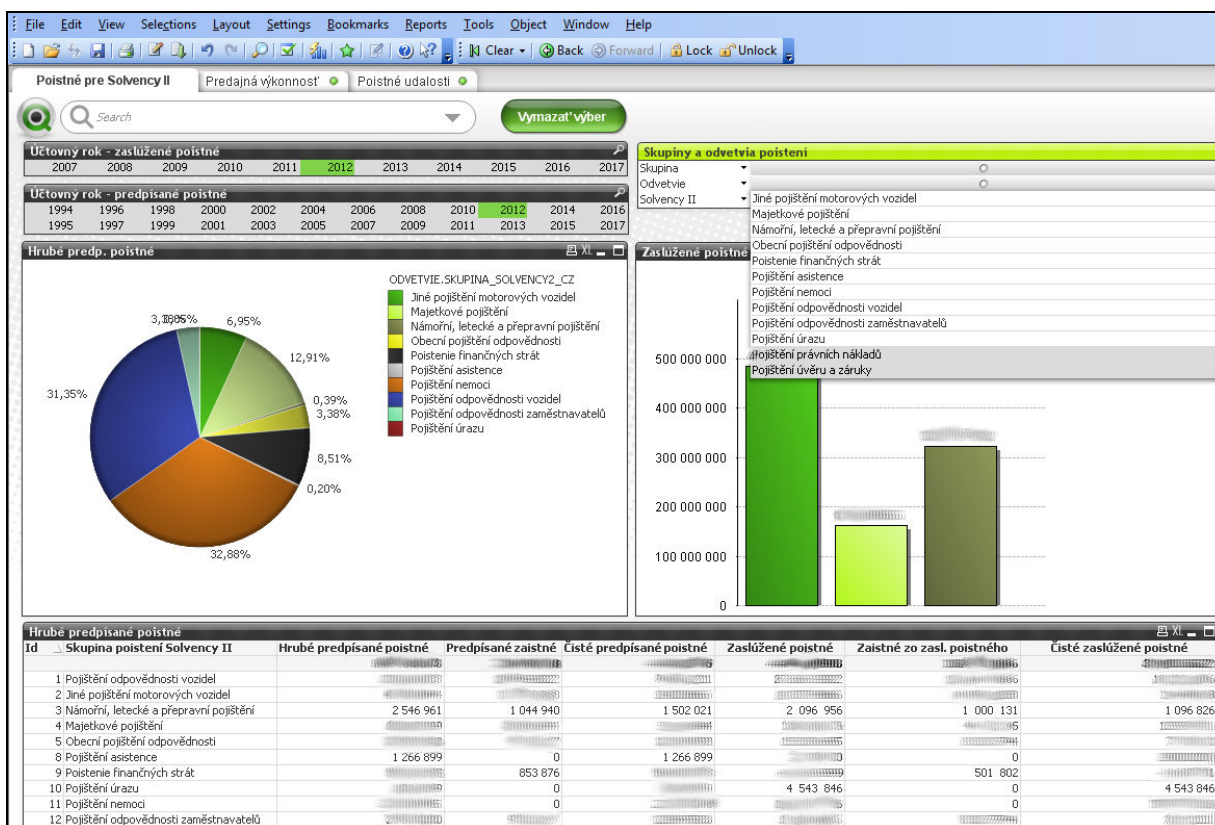 File Edit View Selections Layout Settings Bookmarks Reports Tools Object Window Help
Clear Back Forward Lock Unlock
Poistné pre Solvency II Predajná výkonnosť Poistné udalosti
Search Vymazať výber
Účtovný rok - zaslúžené poistné
2007 2008 2009 2010 2011 2012 2013 2014 2015 2016 2017
Účtovný rok - predpísané poistné
1994 1996 1998 2000 2002 2004 2006 2008 2010 2012 2014 2016
1995 1997 1999 2001 2003 2005 2007 2009 2011 2013 2015 2017
Skupiny a odvetvia poistení
Skupina
Odvetvie
Solvency II
Jiné pojištění motorových vozidel
Majetkové pojištění
Námořní, letecké a přepravní pojištění
Obecní pojištění odpovědnosti
Poistenie finančných strát
Pojištění asistence
Pojištění nemoci
Pojištění odpovědnosti vozidel
Pojištění odpovědnosti zaměstnavatelů
Pojištění úrazu
Pojištění právních nákladů
Pojištění úvěru a záruky
Hrubé predp. poistné XL
ODVETVIE.SKUPINA_SOLVENCY2_CZ
Jiné pojištění motorových vozidel
Majetkové pojištění
Námořní, letecké a přepravní pojištění
Obecní pojištění odpovědnosti
Poistenie finančných strát
Pojištění asistence
Pojištění nemoci
Pojištění odpovědnosti vozidel
Pojištění odpovědnosti zaměstnavatelů
Pojištění úrazu
6,95%
12,91%
0,39%
3,38%
8,51%
0,20%
32,88%
31,35%
Zaslúžené poistné
500 000 000
400 000 000
300 000 000
200 000 000
100 000 000
0
Hrubé predpísané poistné XL
Id Skupina poistení Solvency II Hrubé predpísané poistné Predpísané zaistné Čisté predpísané poistné Zaslúžené poistné Zaistné zo zasl. poistného Čisté zaslúžené poistné
1 Pojištění odpovědnosti vozidel
2 Jiné pojištění motorových vozidel
3 Námořní, letecké a přepravní pojištění 2 546 961 1 044 940 1 502 021 2 096 956 1 000 131 1 096 826
4 Majetkové pojištění
5 Obecní pojištění odpovědnosti
8 Pojištění asistence 1 266 899 0 1 266 899 0
9 Poistenie finančných strát 853 876 501 802
10 Pojištění úrazu 0 4 543 846 0 4 543 846
11 Pojištění nemoci 0 0
12 Pojištění odpovědnosti zaměstnavatelů